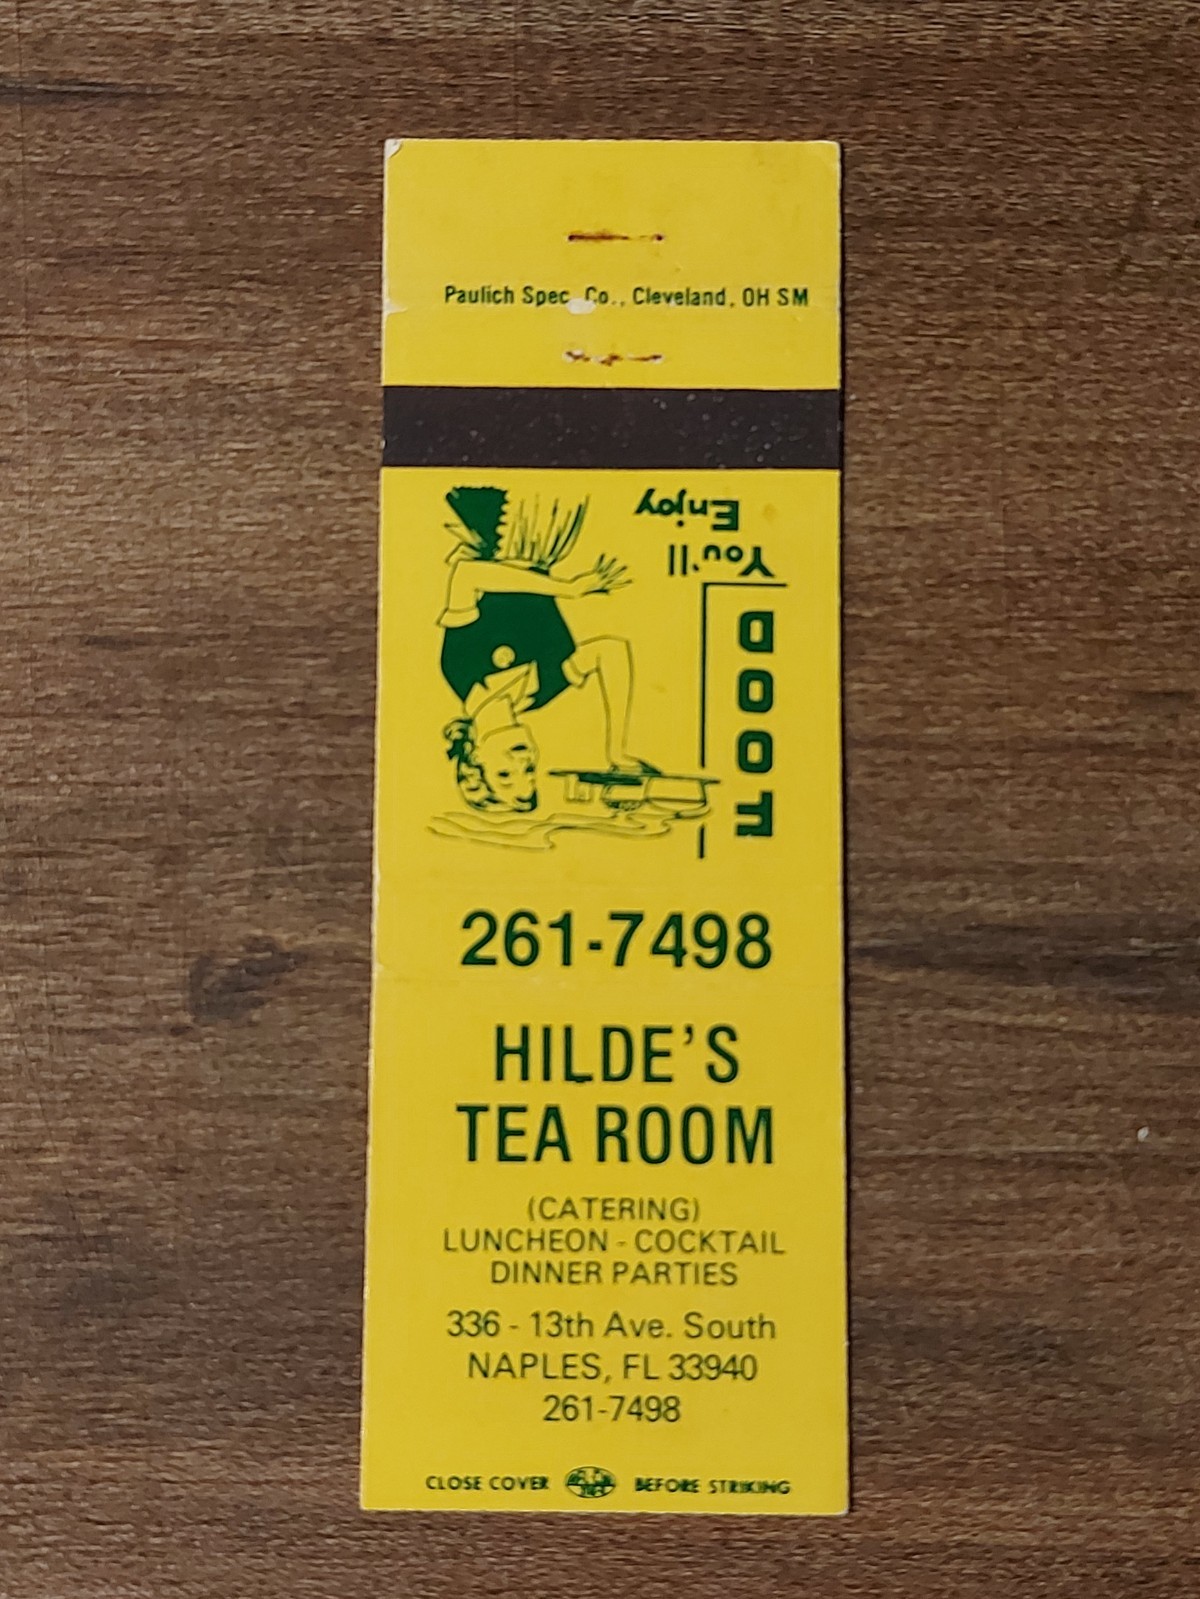 Paulich Spec. Co., Cleveland, OH SM
You'll
Enjoy
FOOD
261-7498
HILDE'S
TEA ROOM
(CATERING)
LUNCHEON - COCKTAIL
DINNER PARTIES
336 - 13th Ave. South
NAPLES, FL 33940
261-7498
CLOSE COVER BEFORE STRIKING